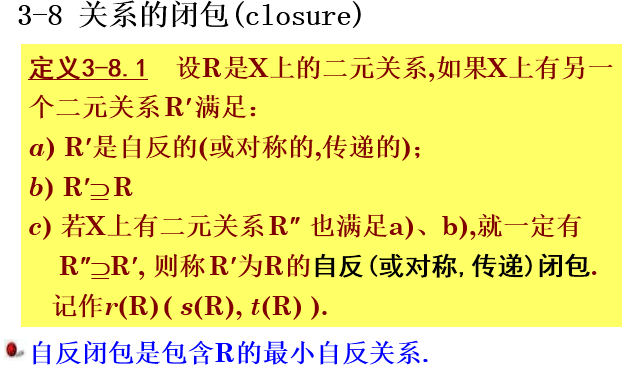 3-8 关系的闭包(closure)
定义3-8.1 设R是X上的二元关系,如果X上有另一
个二元关系R′满足：
a) R′是自反的(或对称的,传递的)；
b) R′⊇R
c) 若X上有二元关系R″ 也满足a)、b),就一定有
R″⊇R′, 则称R′为R的自反(或对称,传递)闭包.
记作r(R)( s(R), t(R) ).
自反闭包是包含R的最小自反关系.